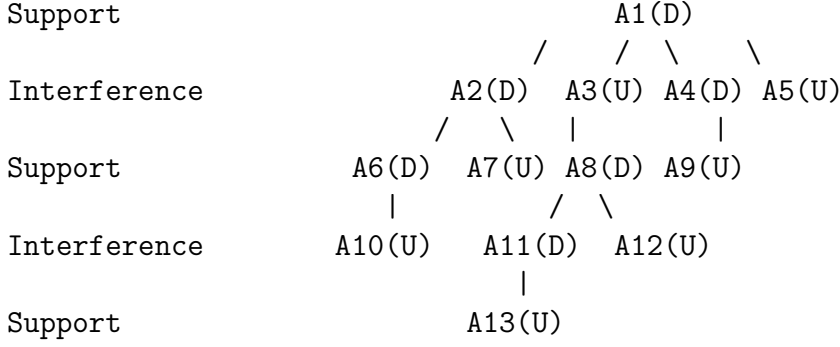 Support A1(D)
/ / \ \
Interference A2(D) A3(U) A4(D) A5(U)
/ \ | |
Support A6(D) A7(U) A8(D) A9(U)
| / \
Interference A10(U) A11(D) A12(U)
|
Support A13(U)